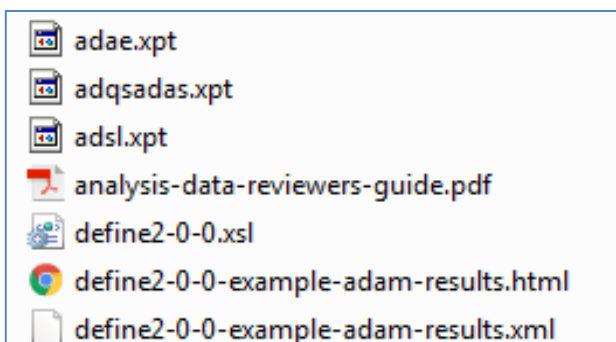 adae.xpt
adqsadas.xpt
adsl.xpt
analysis-data-reviewers-guide.pdf
define2-0-0.xsl
define2-0-0-example-adam-results.html
define2-0-0-example-adam-results.xml